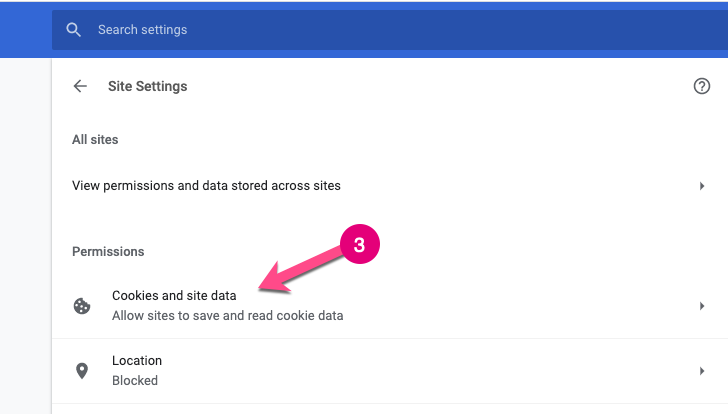 Search settings
Site Settings
All sites
View permissions and data stored across sites
Permissions
3
Cookies and site data
Allow sites to save and read cookie data
Location
Blocked